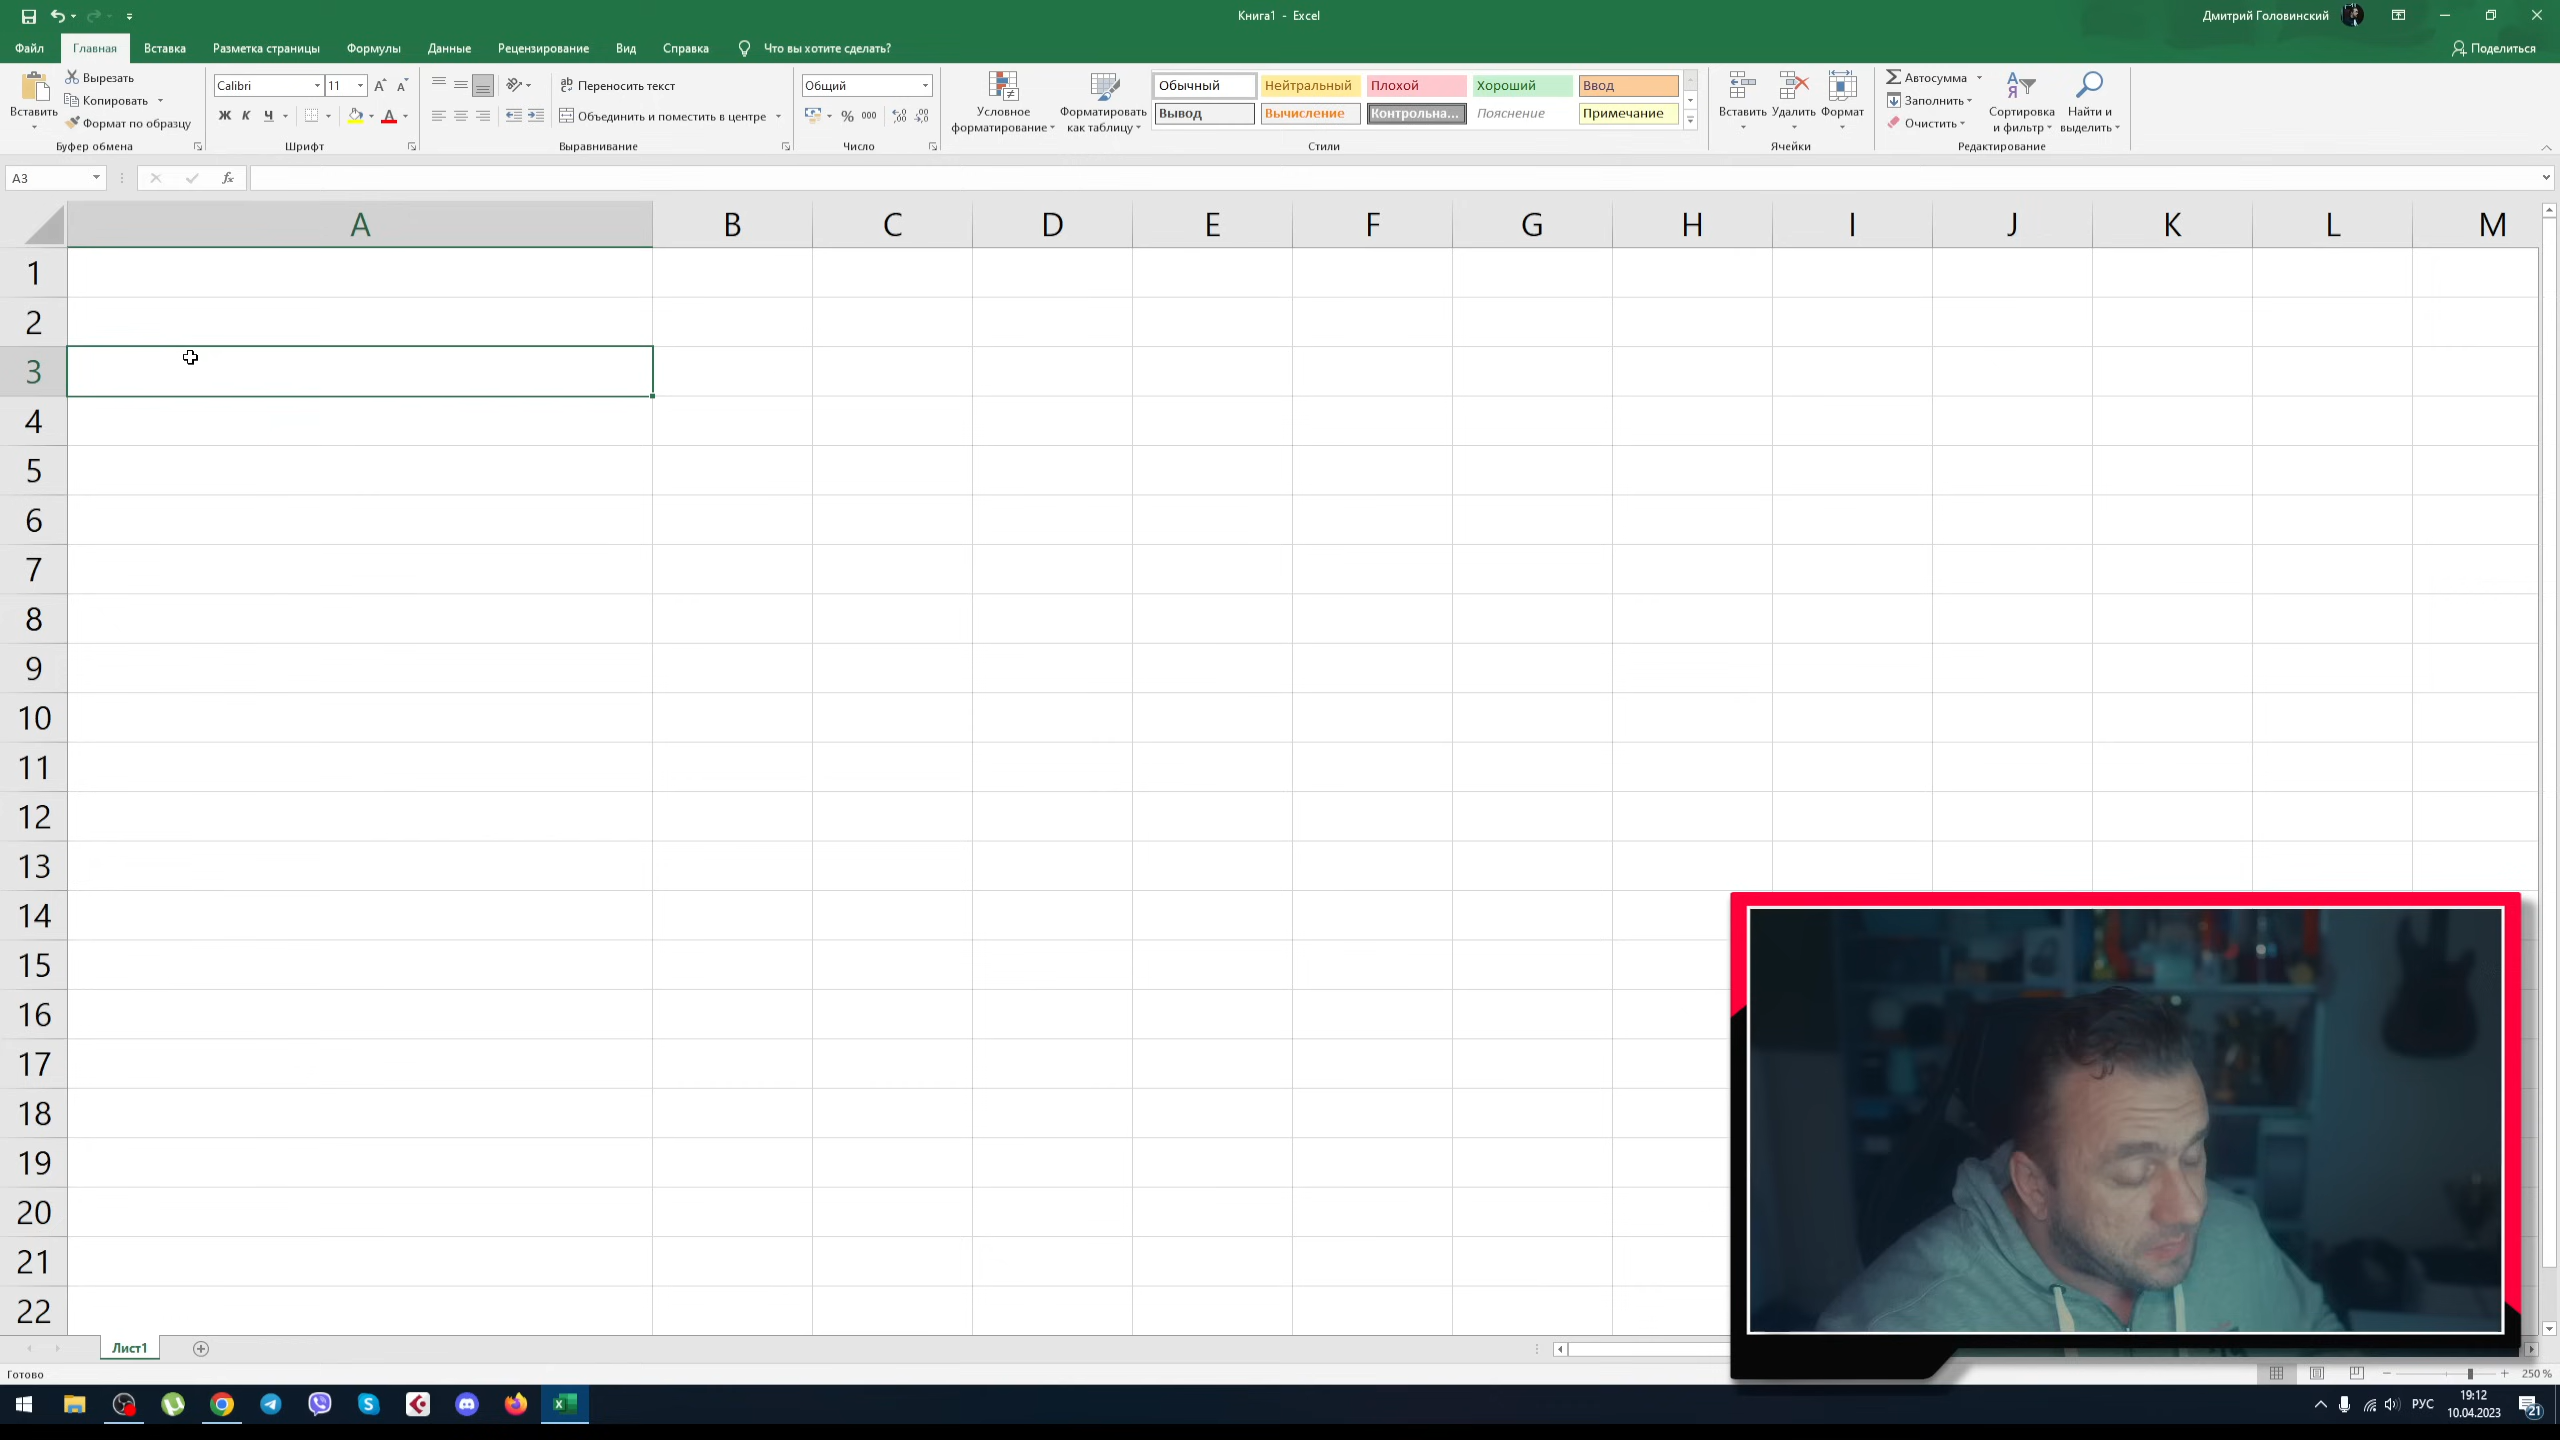 Книга1 - Excel
Дмитрий Головинский
Файл Главная Вставка Разметка страницы Формулы Данные Рецензирование Вид Справка Что вы хотите сделать? Поделиться
Вставить
Вырезать
Копировать
Формат по образцу
Буфер обмена
Calibri 11
Ж К Ч
Шрифт
Переносить текст
Объединить и поместить в центре
Выравнивание
Общий
% 000
Число
Условное форматирование
Форматировать как таблицу
Обычный Нейтральный Плохой Хороший Ввод
Вывод Вычисление Контрольна... Пояснение Примечание
Стили
Вставить Удалить Формат
Ячейки
Автосумма
Заполнить
Очистить
Сортировка и фильтр
Найти и выделить
Редактирование
A3 fx
A B C D E F G H I J K L M
1
2
3
4
5
6
7
8
9
10
11
12
13
14
15
16
17
18
19
20
21
22
Лист1
Готово
250 %
РУС
19:12
10.04.2023
21